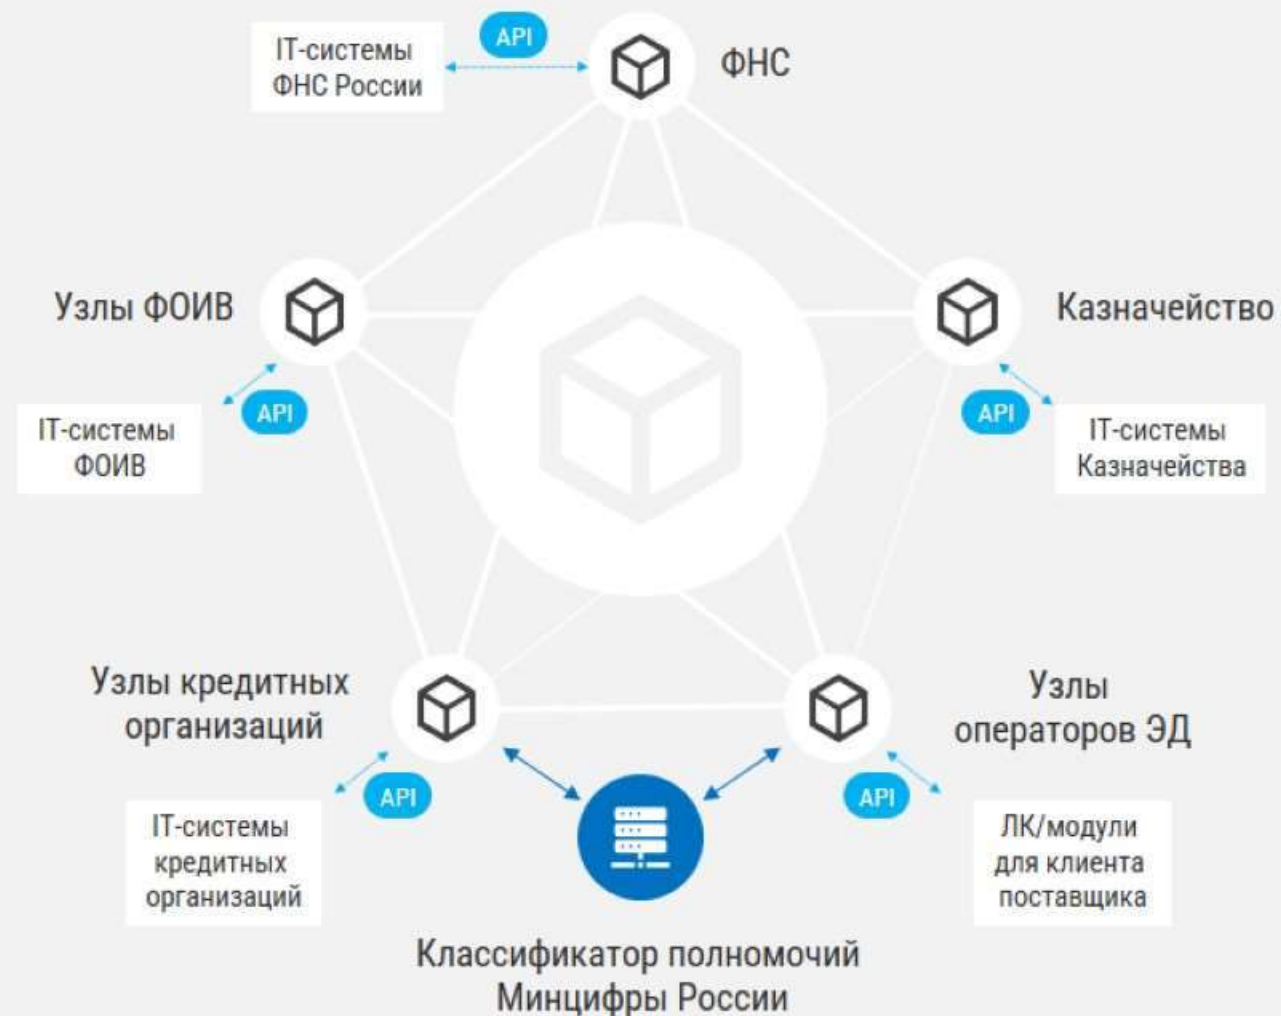 API
IT-системы
ФНС России
ФНС
Узлы ФОИВ
Казначейство
API
API
IT-системы
ФОИВ
IT-системы
Казначейства
Узлы кредитных
организаций
Узлы
операторов ЭД
API
API
IT-системы
кредитных
организаций
ЛК/модули
для клиента
поставщика
Классификатор полномочий
Минцифры России